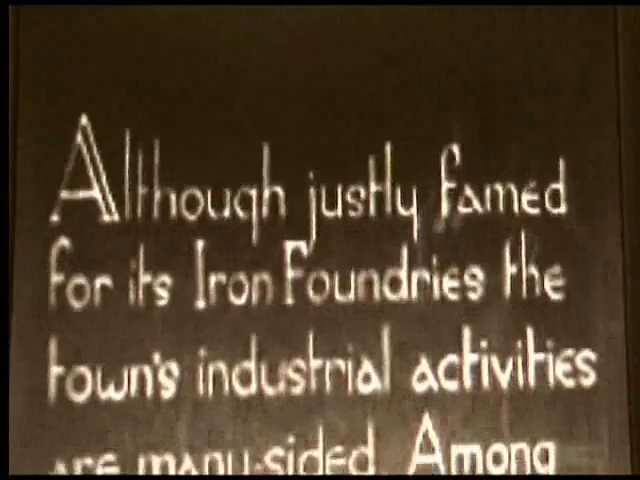 Although justly famed
for its Iron Foundries the
town's industrial activities
are many-sided. Among